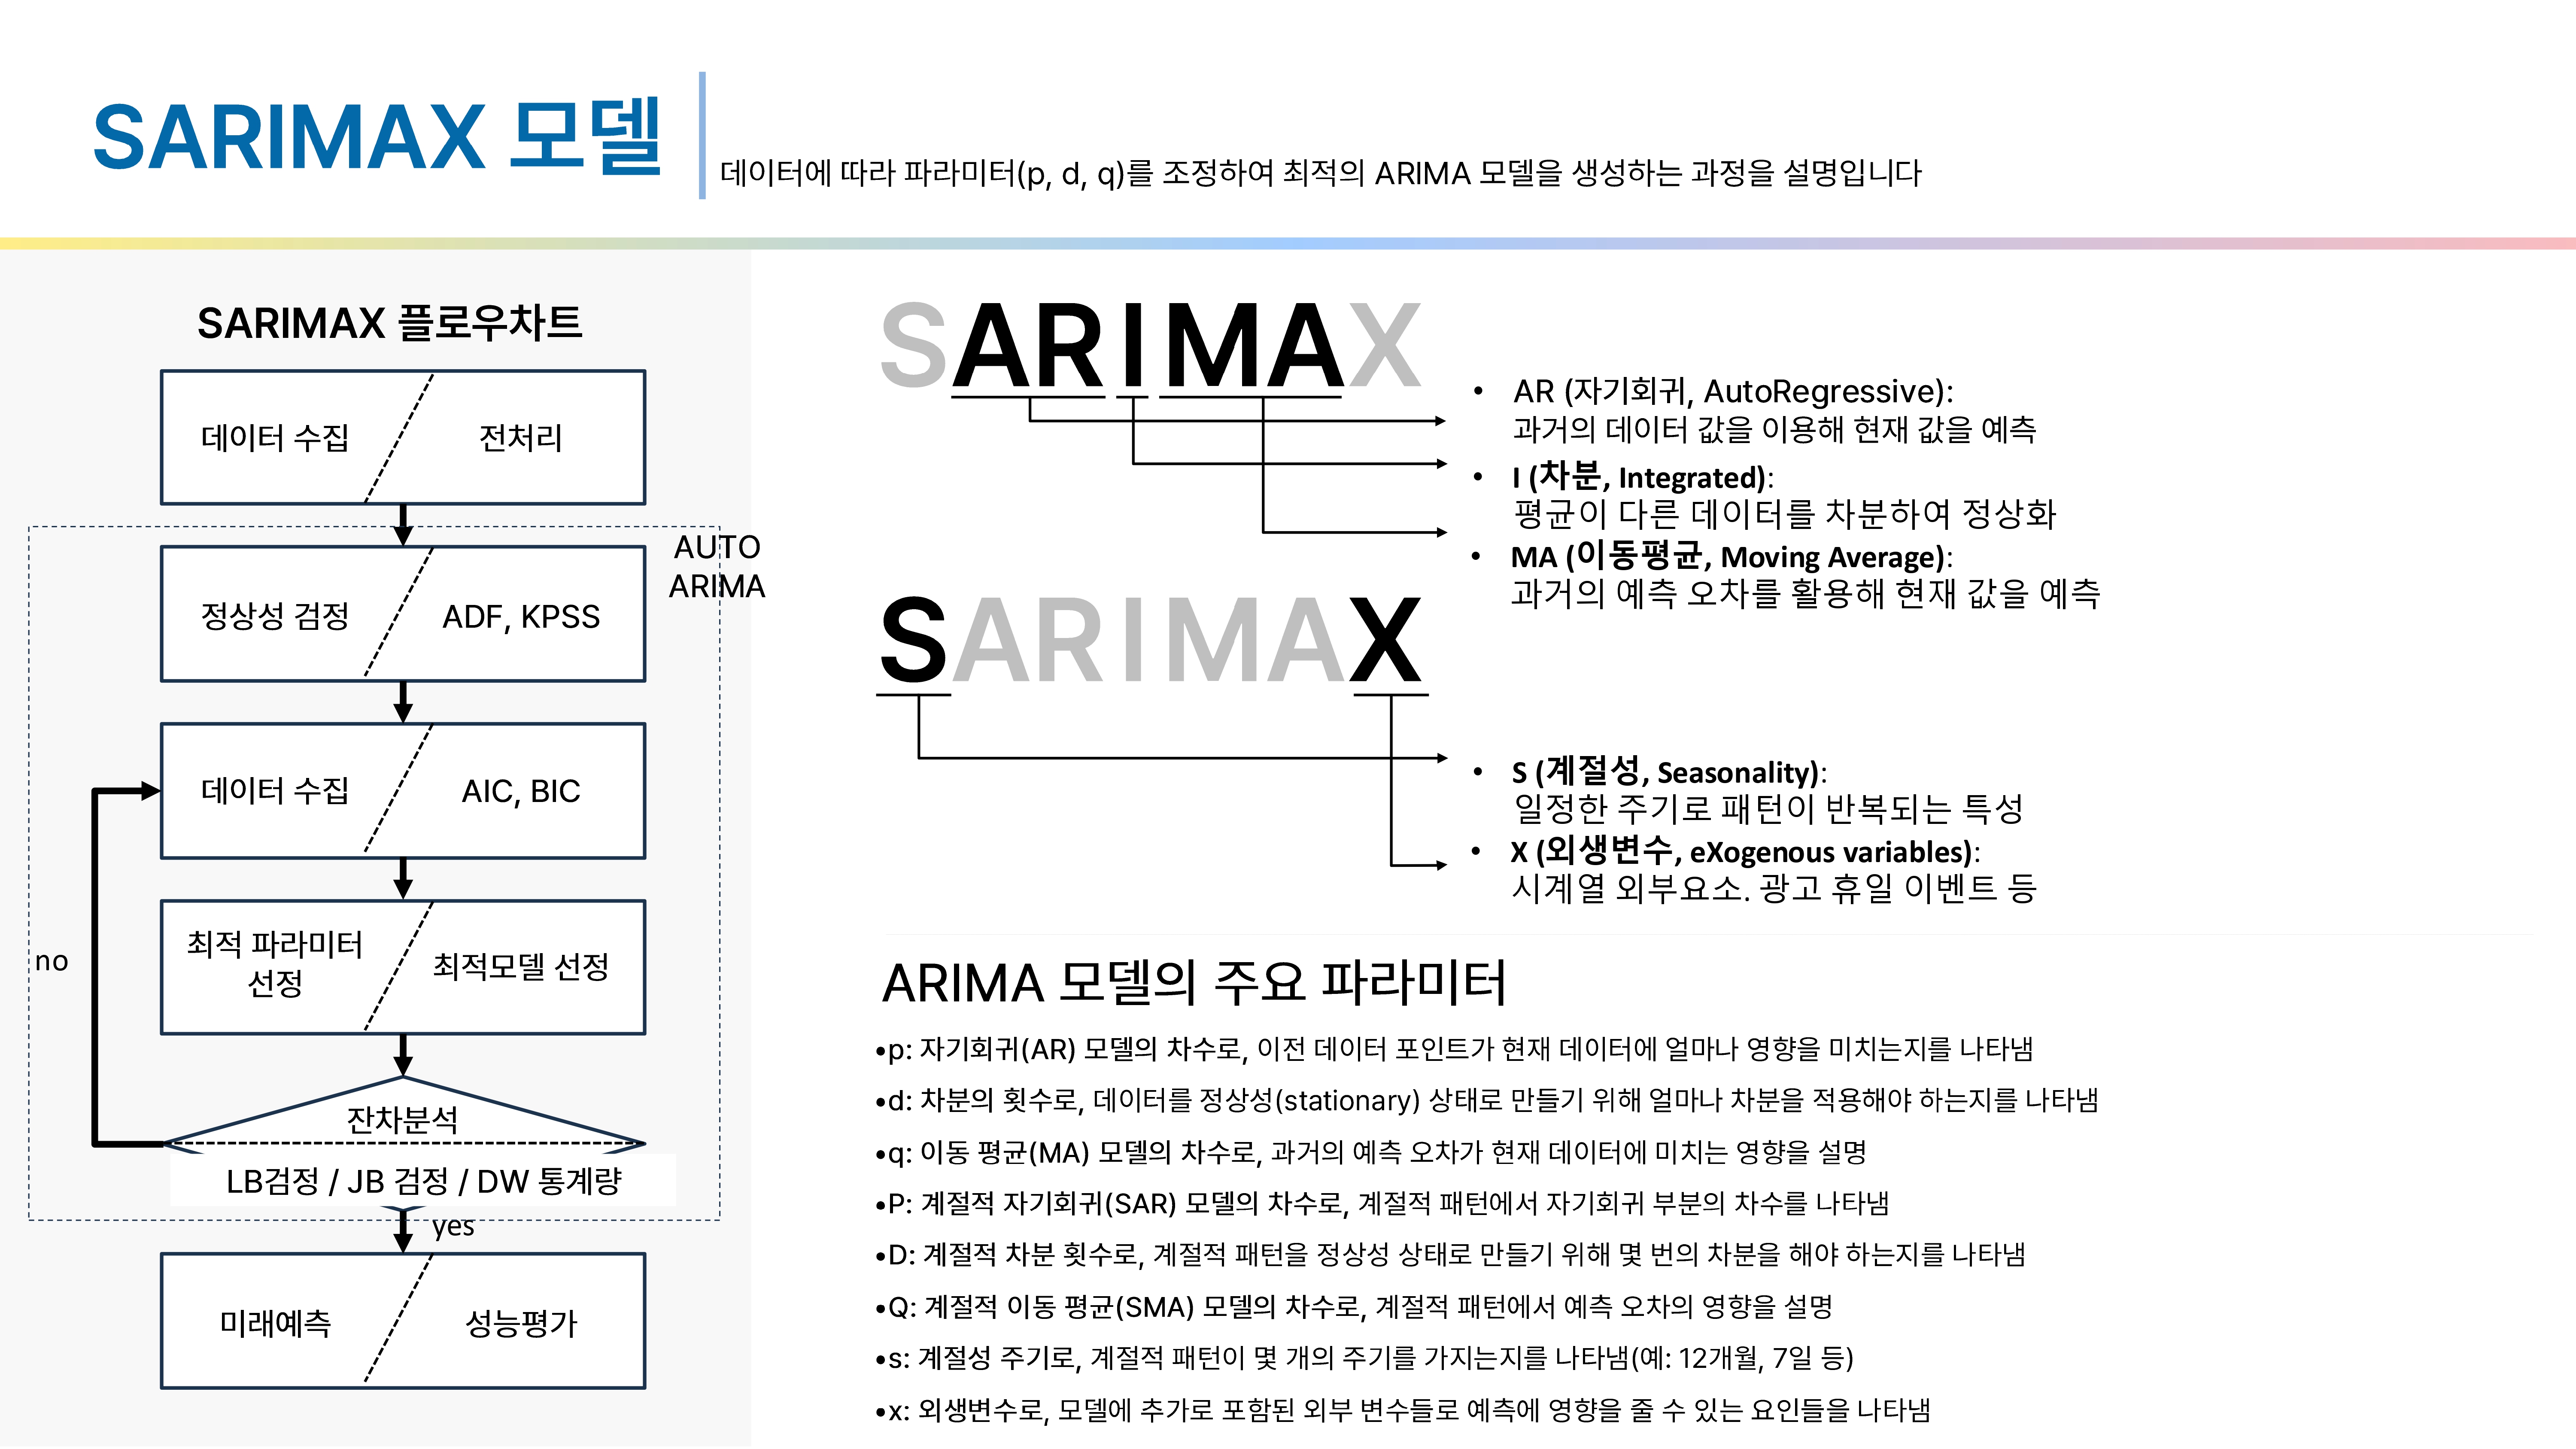 SARIMAX 모델
데이터에 따라 파라미터(p, d, q)를 조정하여 최적의 ARIMA 모델을 생성하는 과정을 설명입니다
SARIMAX 플로우차트
데이터 수집
전처리
AUTO
ARIMA
정상성 검정
ADF, KPSS
데이터 수집
AIC, BIC
최적 파라미터
선정
최적모델 선정
no
잔차분석
LB검정 / JB 검정 / DW 통계량
yes
미래예측
성능평가
SARIMAX
• AR (자기회귀, AutoRegressive):
과거의 데이터 값을 이용해 현재 값을 예측
• I (차분, Integrated):
평균이 다른 데이터를 차분하여 정상화
• MA (이동평균, Moving Average):
과거의 예측 오차를 활용해 현재 값을 예측
SARIMAX
• S (계절성, Seasonality):
일정한 주기로 패턴이 반복되는 특성
• X (외생변수, eXogenous variables):
시계열 외부요소. 광고 휴일 이벤트 등
ARIMA 모델의 주요 파라미터
•p: 자기회귀(AR) 모델의 차수로, 이전 데이터 포인트가 현재 데이터에 얼마나 영향을 미치는지를 나타냄
•d: 차분의 횟수로, 데이터를 정상성(stationary) 상태로 만들기 위해 얼마나 차분을 적용해야 하는지를 나타냄
•q: 이동 평균(MA) 모델의 차수로, 과거의 예측 오차가 현재 데이터에 미치는 영향을 설명
•P: 계절적 자기회귀(SAR) 모델의 차수로, 계절적 패턴에서 자기회귀 부분의 차수를 나타냄
•D: 계절적 차분 횟수로, 계절적 패턴을 정상성 상태로 만들기 위해 몇 번의 차분을 해야 하는지를 나타냄
•Q: 계절적 이동 평균(SMA) 모델의 차수로, 계절적 패턴에서 예측 오차의 영향을 설명
•s: 계절성 주기로, 계절적 패턴이 몇 개의 주기를 가지는지를 나타냄(예: 12개월, 7일 등)
•x: 외생변수로, 모델에 추가로 포함된 외부 변수들로 예측에 영향을 줄 수 있는 요인들을 나타냄